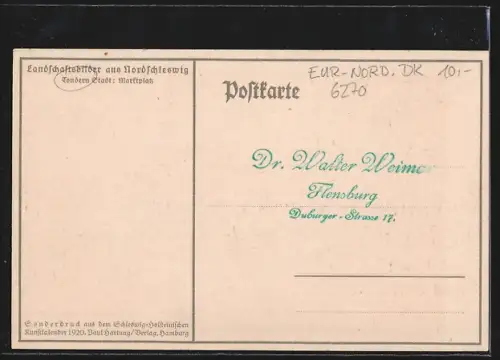 Landschaftsbilder aus Nordschleswig
Tondern Stadt: Marktplatz
EUR-NORD. DK 10,-
6270
Postkarte
Dr. Walter Weimar
Flensburg
Duburger-Strasse 17.
Sonderdruck aus dem Schleswig-Holsteinischen
Kunstkalender 1920. Paul Hartung/Verlag, Hamburg